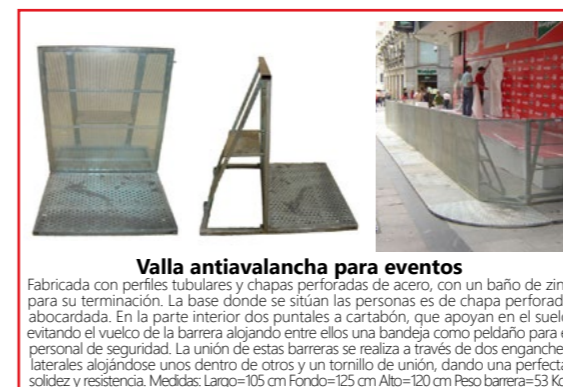 Valla antiavalancha para eventos
Fabricada con perfiles tubulares y chapas perforadas de acero, con un baño de zin
para su termination. La base donde se sitúan las personas es de chapa perforad
abocardada. En la parte interior dos puntales a cartabón, que apoyan en el suelo
evitando el vuelco de la barrera alojando entre ellos una bandeja como peldaño para e
personal de seguridad. La unión de estas barreras se realiza a través de dos enganche
laterales alojándose unos dentro de otros y un tornillo de unión, dando una perfecta
solidez y resistencia. Medidas: Largo=105 cm Fondo=125 cm Alto=120 cm Peso barrera=53 Kg